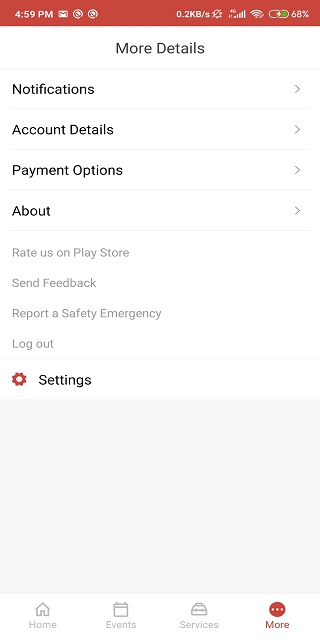 4:59 PM 0.2KB/s 4G 68%
More Details
Notifications
Account Details
Payment Options
About
Rate us on Play Store
Send Feedback
Report a Safety Emergency
Log out
Settings
Home Events Services More